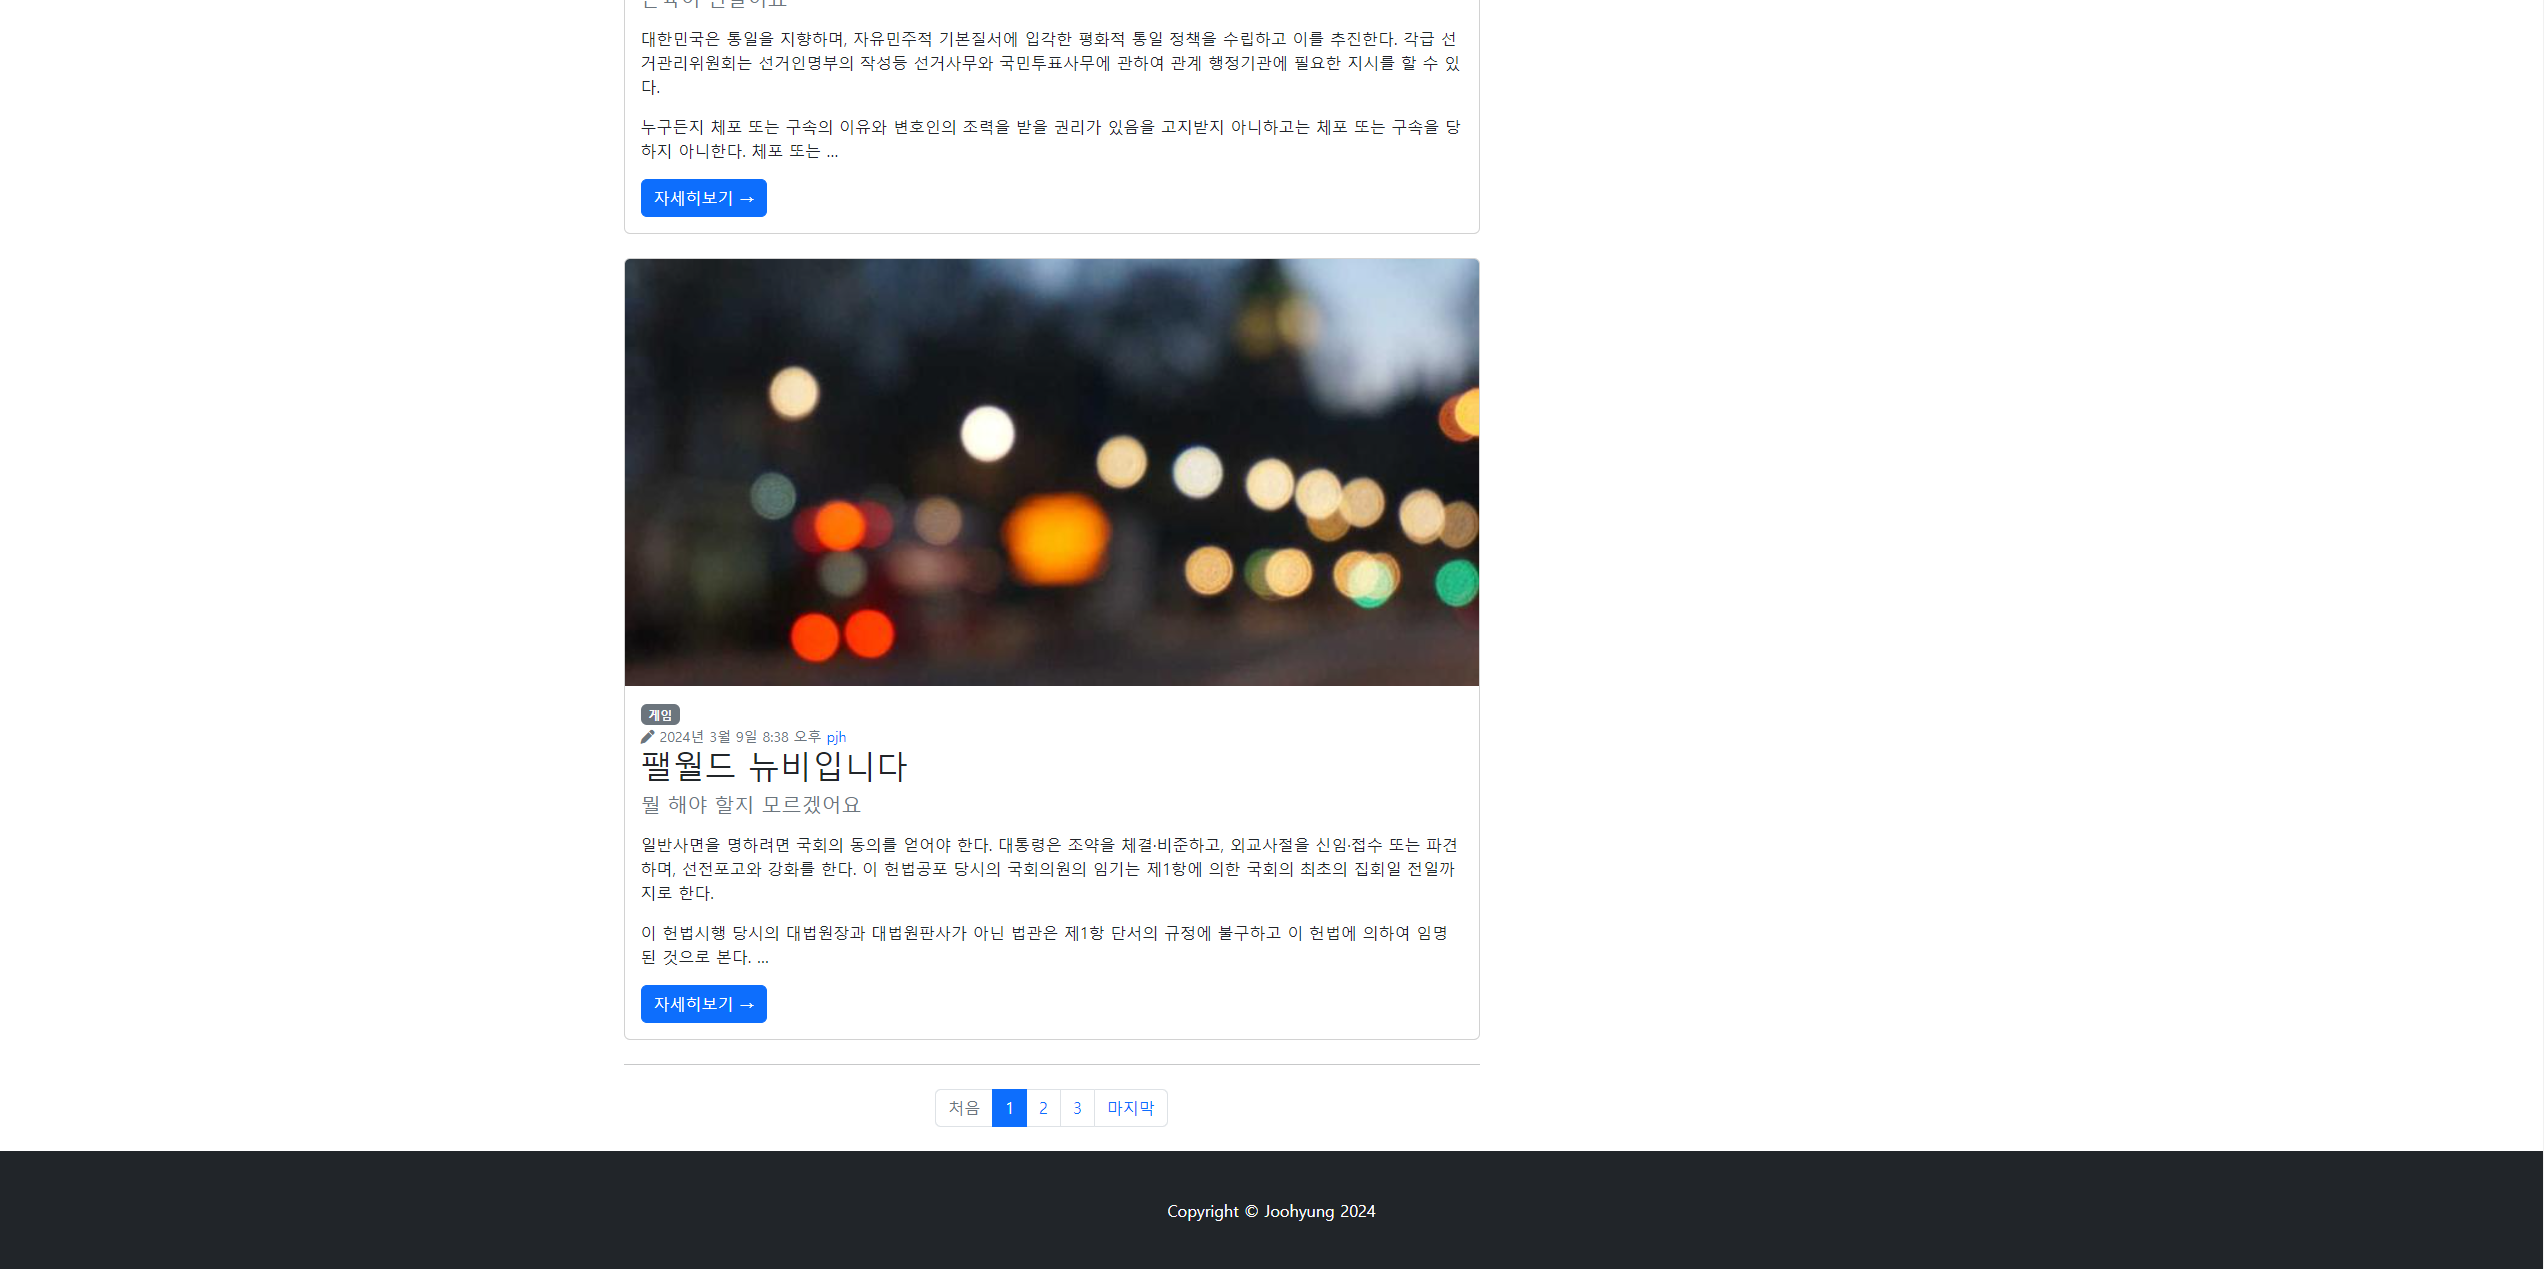 대한민국은 통일을 지향하며, 자유민주적 기본질서에 입각한 평화적 통일 정책을 수립하고 이를 추진한다. 각급 선
거관리위원회는 선거인명부의 작성등 선거사무와 국민투표사무에 관하여 관계 행정기관에 필요한 지시를 할 수 있
다.
누구든지 체포 또는 구속의 이유와 변호인의 조력을 받을 권리가 있음을 고지받지 아니하고는 체포 또는 구속을 당
하지 아니한다. 체포 또는 ...
자세히보기 →
게임
2024년 3월 9일 8:38 오후 pjh
팰월드 뉴비입니다
뭘 해야 할지 모르겠어요
일반사면을 명하려면 국회의 동의를 얻어야 한다. 대통령은 조약을 체결·비준하고, 외교사절을 신임·접수 또는 파견
하며, 선전포고와 강화를 한다. 이 헌법공포 당시의 국회의원의 임기는 제1항에 의한 국회의 최초의 집회일 전일까
지로 한다.
이 헌법시행 당시의 대법원장과 대법원판사가 아닌 법관은 제1항 단서의 규정에 불구하고 이 헌법에 의하여 임명
된 것으로 본다. ...
자세히보기 →
처음 1 2 3 마지막
Copyright © Joohyung 2024